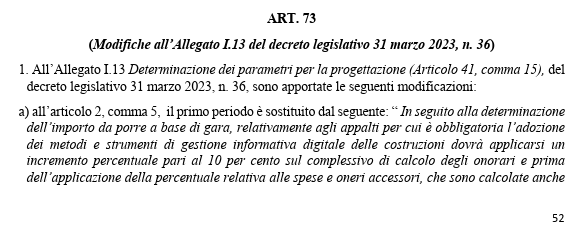 ART. 73
(Modifiche all’Allegato I.13 del decreto legislativo 31 marzo 2023, n. 36)
1. All’Allegato I.13 Determinazione dei parametri per la progettazione (Articolo 41, comma 15), del
decreto legislativo 31 marzo 2023, n. 36, sono apportate le seguenti modificazioni:
a) all’articolo 2, comma 5,  il primo periodo è sostituito dal seguente: “ In seguito alla determinazione
dell’importo da porre a base di gara, relativamente agli appalti per cui è obbligatoria l’adozione
dei metodi e strumenti di gestione informativa digitale delle costruzioni dovrà applicarsi un
incremento percentuale pari al 10 per cento sul complessivo di calcolo degli onorari e prima
dell’applicazione della percentuale relativa alle spese e oneri accessori, che sono calcolate anche
52